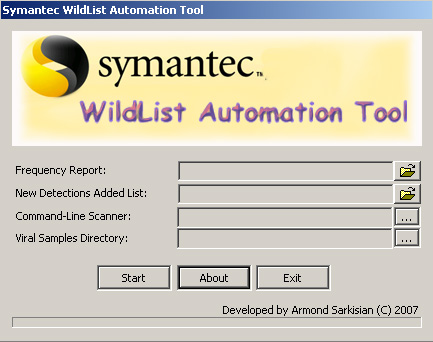 Symantec WildList Automation Tool
symantec™
WildList Automation Tool
Frequency Report:
New Detections Added List:
Command-Line Scanner:
...
Viral Samples Directory:
...
Start About Exit
Developed by Armond Sarkisian (C) 2007